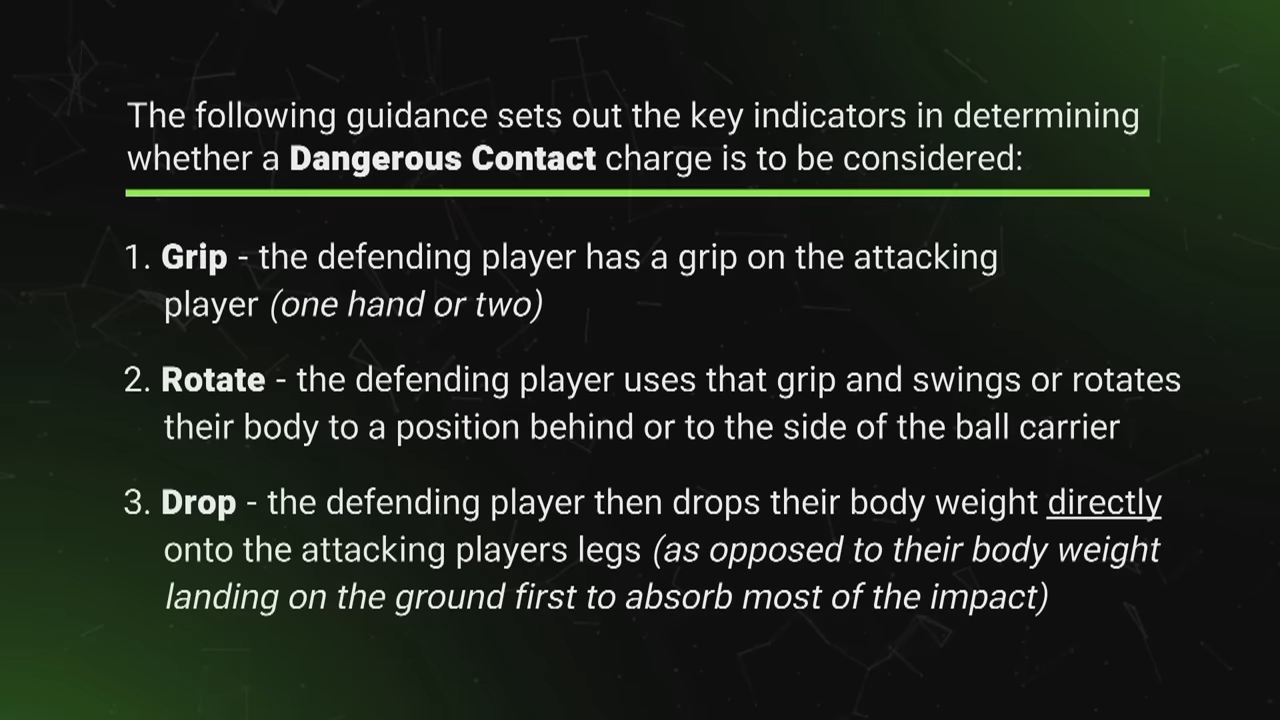 The following guidance sets out the key indicators in determining
whether a Dangerous Contact charge is to be considered:
1. Grip - the defending player has a grip on the attacking
player (one hand or two)
2. Rotate - the defending player uses that grip and swings or rotates
their body to a position behind or to the side of the ball carrier
3. Drop - the defending player then drops their body weight directly
onto the attacking players legs (as opposed to their body weight
landing on the ground first to absorb most of the impact)